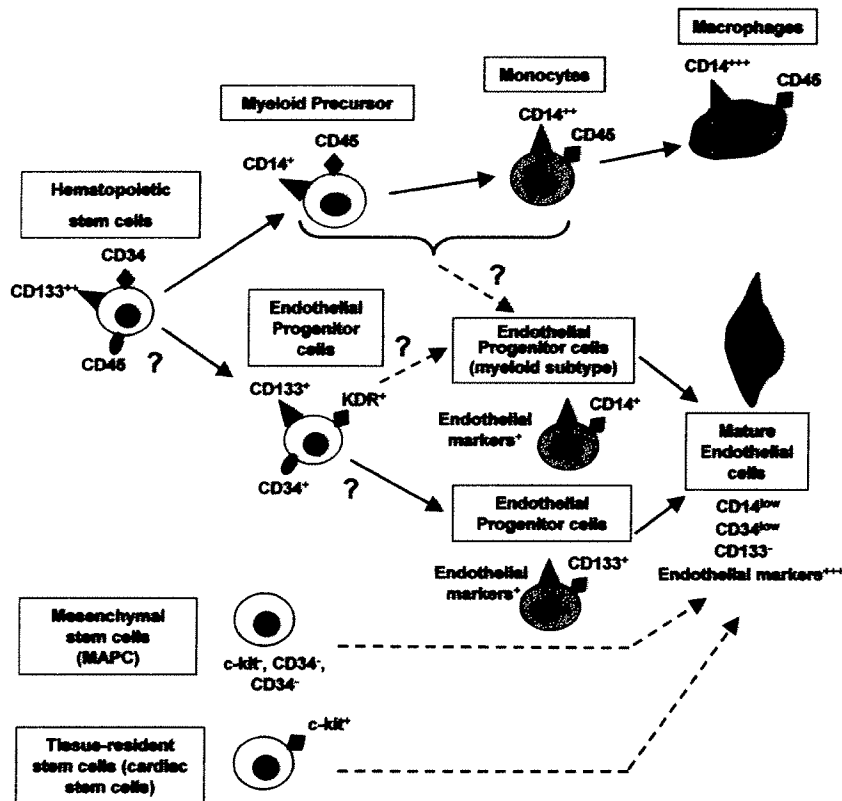 Macrophages
CD14⁺⁺⁺
CD45
Monocytes
CD14⁺⁺
CD45
Myeloid Precursor
CD45
CD14⁺
Hematopoietic
stem cells
CD34
CD133⁺⁺
CD45
?
?
Endothelial
Progenitor
cells
?
CD133⁺
KDR⁺
CD34⁺
?
Endothelial
Progenitor cells
(myeloid subtype)
CD14⁺
Endothelial
markers⁺
Endothelial
Progenitor cells
CD133⁺
Endothelial
markers⁺
Mature
Endothelial
cells
CD14ˡᵒʷ
CD34ˡᵒʷ
CD133⁻
Endothelial markers⁺⁺⁺
Mesenchymal
stem cells
(MAPC)
c-kit⁻, CD34⁻,
CD34⁻
Tissue-resident
stem cells (cardiac
stem cells)
c-kit⁺